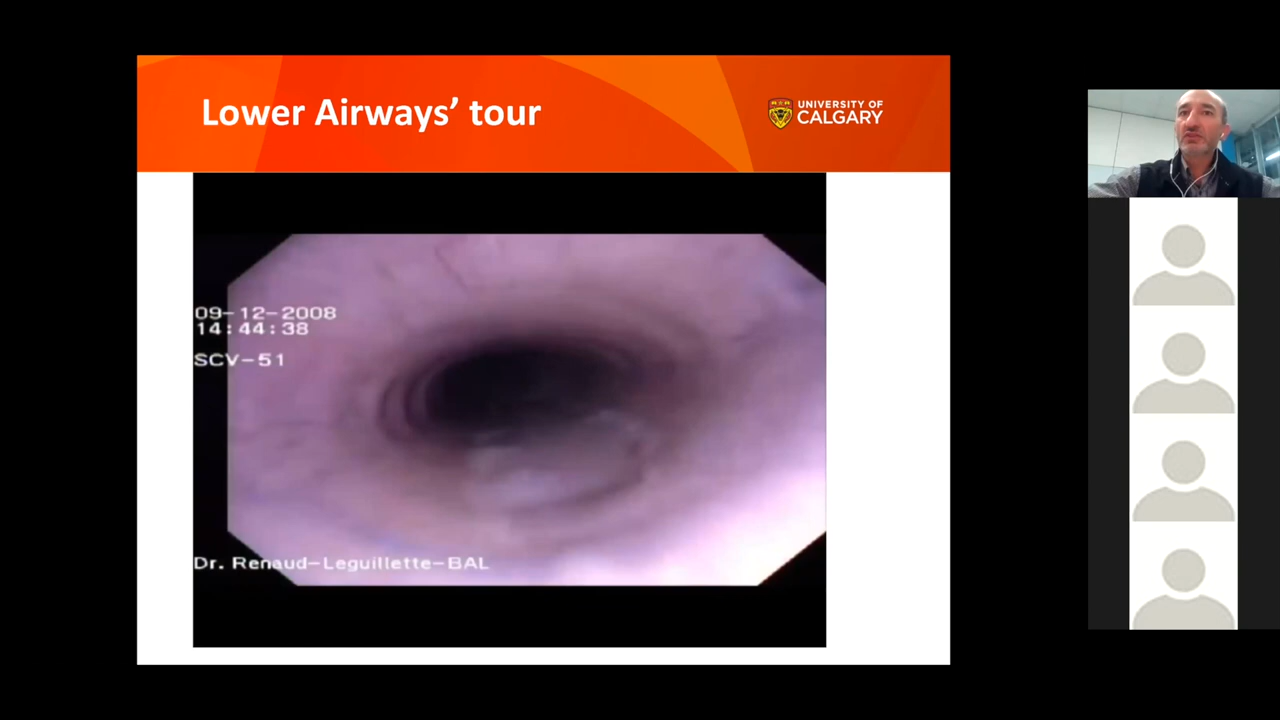 Lower Airways’ tour
UNIVERSITY OF
CALGARY
09-12-2008
14:44:38
SCV-51
Dr. Renaud-Leguillette-BAL